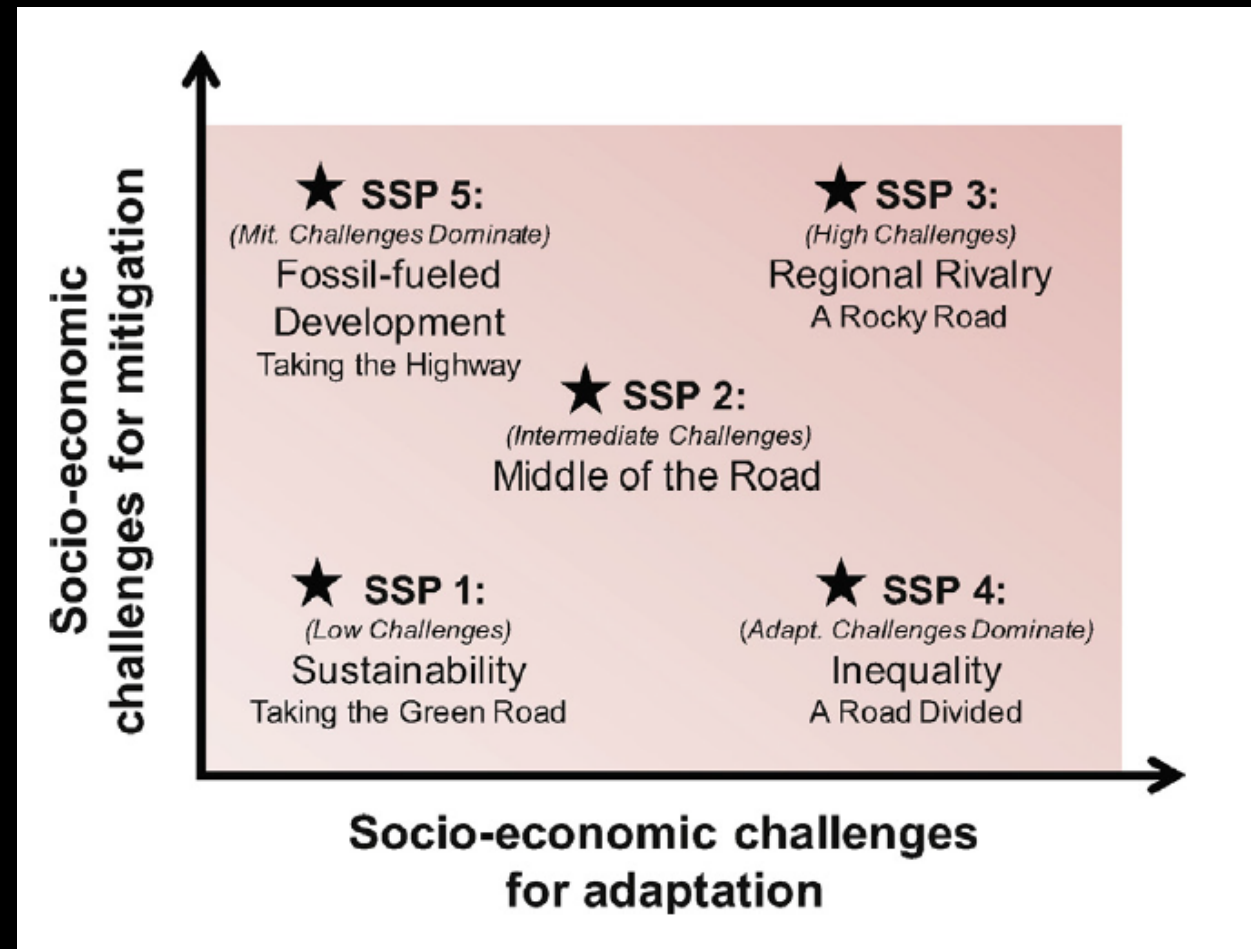 Socio-economic
challenges for mitigation
SSP 5:
(Mit. Challenges Dominate)
Fossil-fueled
Development
Taking the Highway
SSP 3:
(High Challenges)
Regional Rivalry
A Rocky Road
SSP 2:
(Intermediate Challenges)
Middle of the Road
SSP 1:
(Low Challenges)
Sustainability
Taking the Green Road
SSP 4:
(Adapt. Challenges Dominate)
Inequality
A Road Divided
Socio-economic challenges
for adaptation